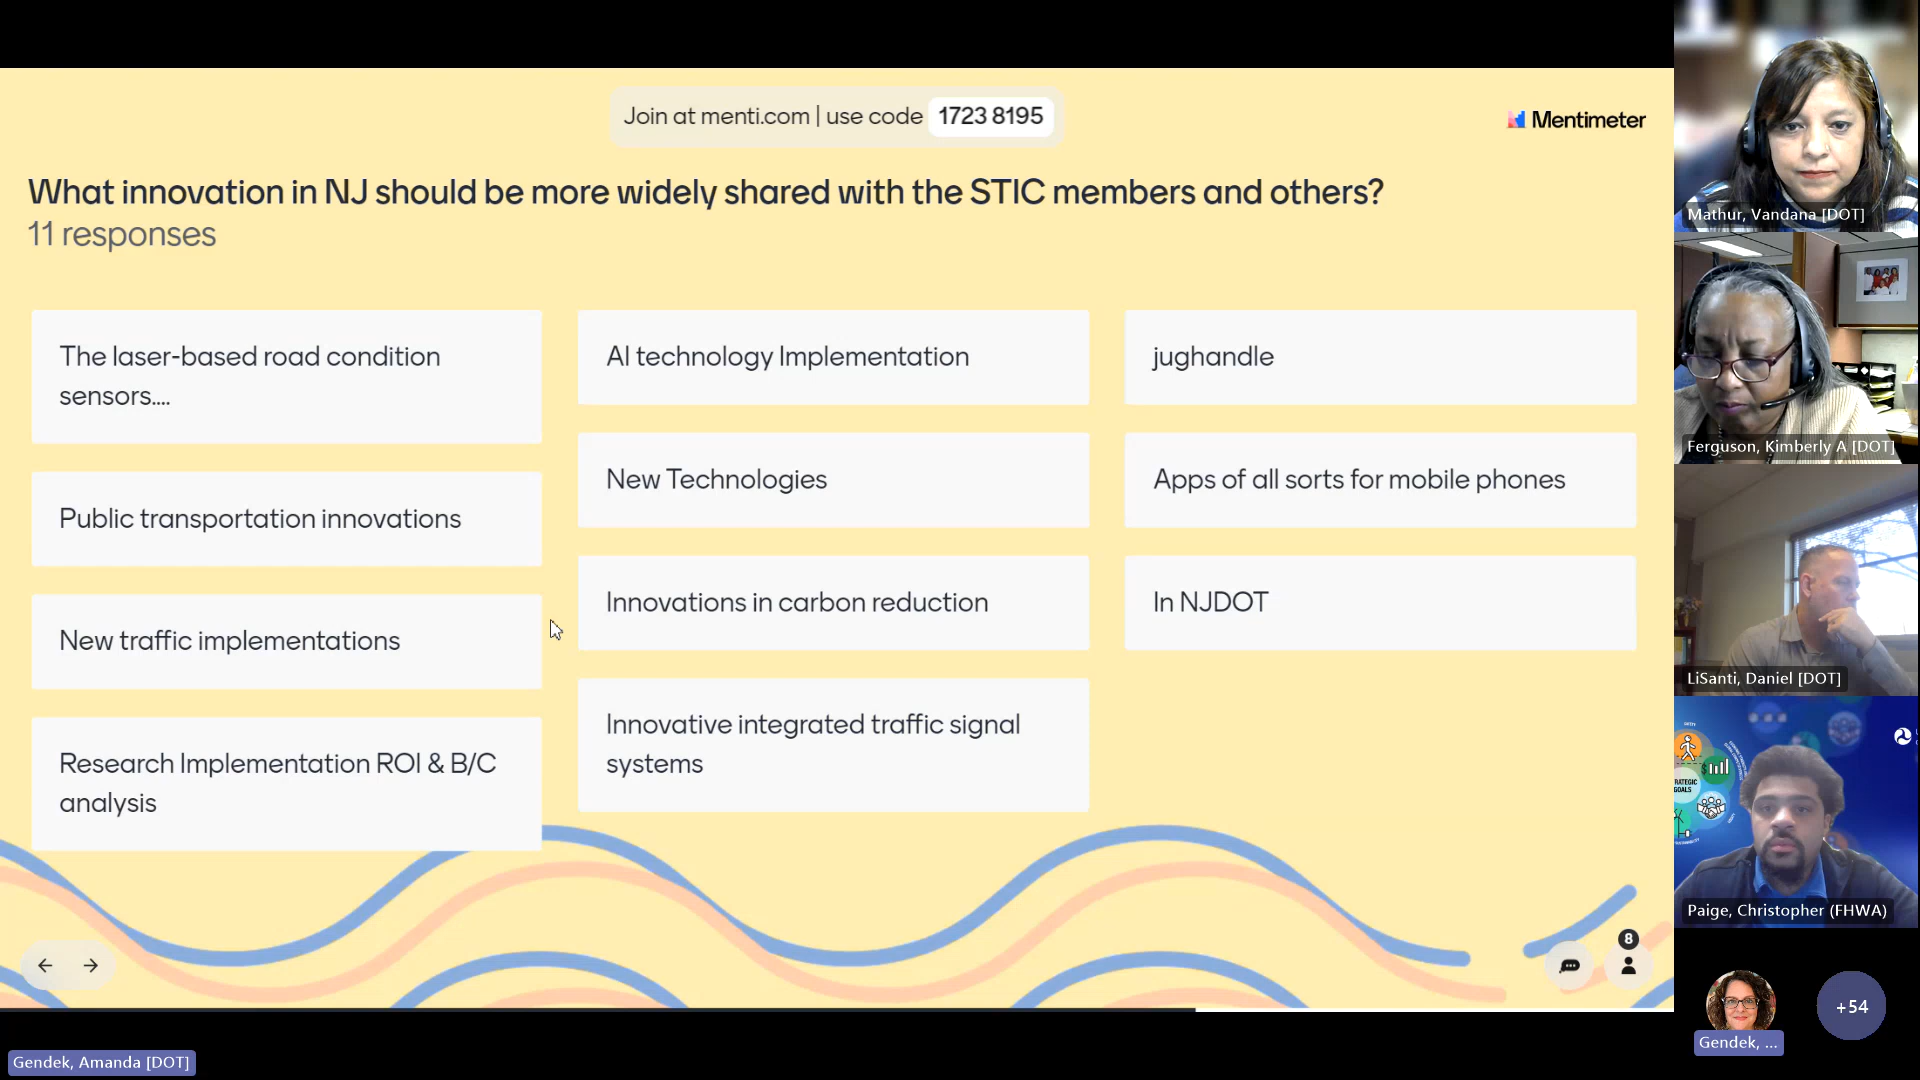 Join at menti.com | use code 1723 8195
Mentimeter
What innovation in NJ should be more widely shared with the STIC members and others?
11 responses
The laser-based road condition
sensors....
Public transportation innovations
New traffic implementations
Research Implementation ROI & B/C
analysis
AI technology Implementation
New Technologies
Innovations in carbon reduction
Innovative integrated traffic signal
systems
jughandle
Apps of all sorts for mobile phones
In NJDOT
8
Gendek, Amanda [DOT]
Mathur, Vandana [DOT]
Ferguson, Kimberly A [DOT]
LiSanti, Daniel [DOT]
GOALS
Paige, Christopher (FHWA)
Gendek, ...
+54